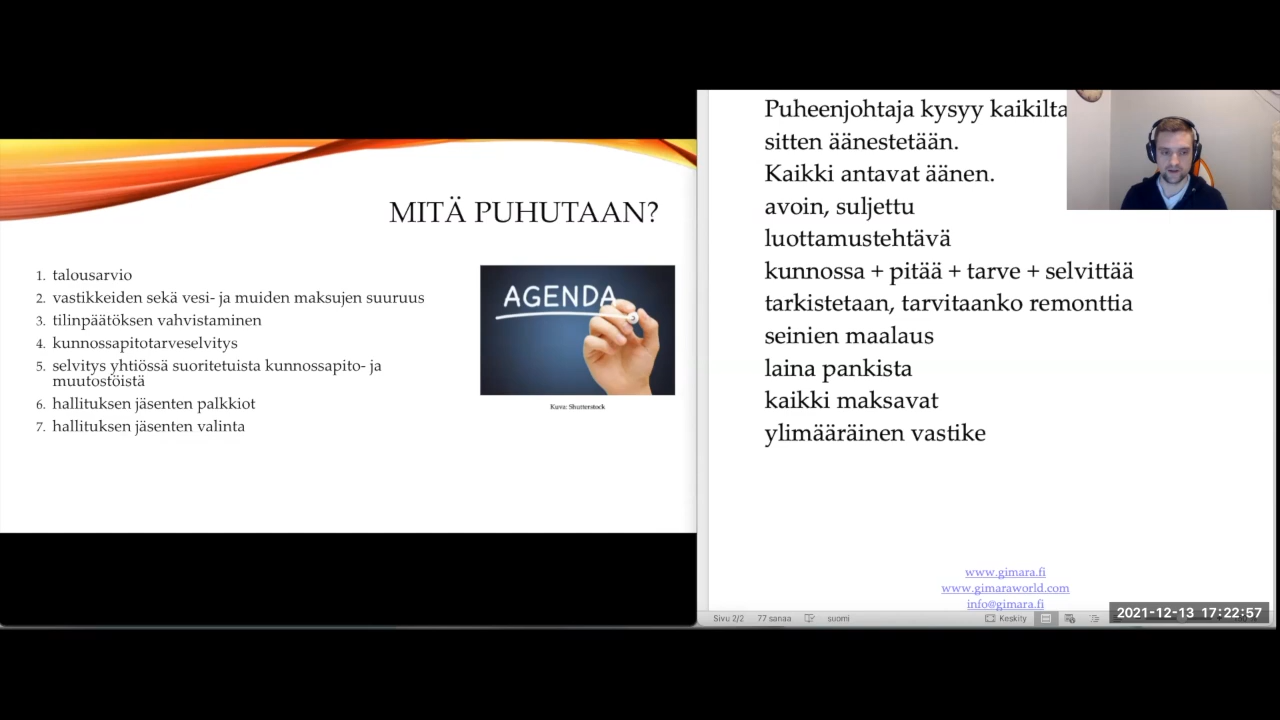 MITÄ PUHUTAAN?
1. talousarvio
2. vastikkeiden sekä vesi- ja muiden maksujen suuruus
3. tilinpäätöksen vahvistaminen
4. kunnossapitotarveselvitys
5. selvitys yhtiössä suoritetuista kunnossapito- ja
muutostöistä
6. hallituksen jäsenten palkkiot
7. hallituksen jäsenten valinta
AGENDA
Kuva: Shutterstock
Puheenjohtaja kysyy kaikilta
sitten äänestetään.
Kaikki antavat äänen.
avoin, suljettu
luottamustehtävä
kunnossa + pitää + tarve + selvittää
tarkistetaan, tarvitaanko remonttia
seinien maalaus
laina pankista
kaikki maksavat
ylimääräinen vastike
www.gimara.fi
www.gimaraworld.com
info@gimara.fi
Sivu 2/2 77 sanaa suomi Keskity
2021-12-13 17:22:57